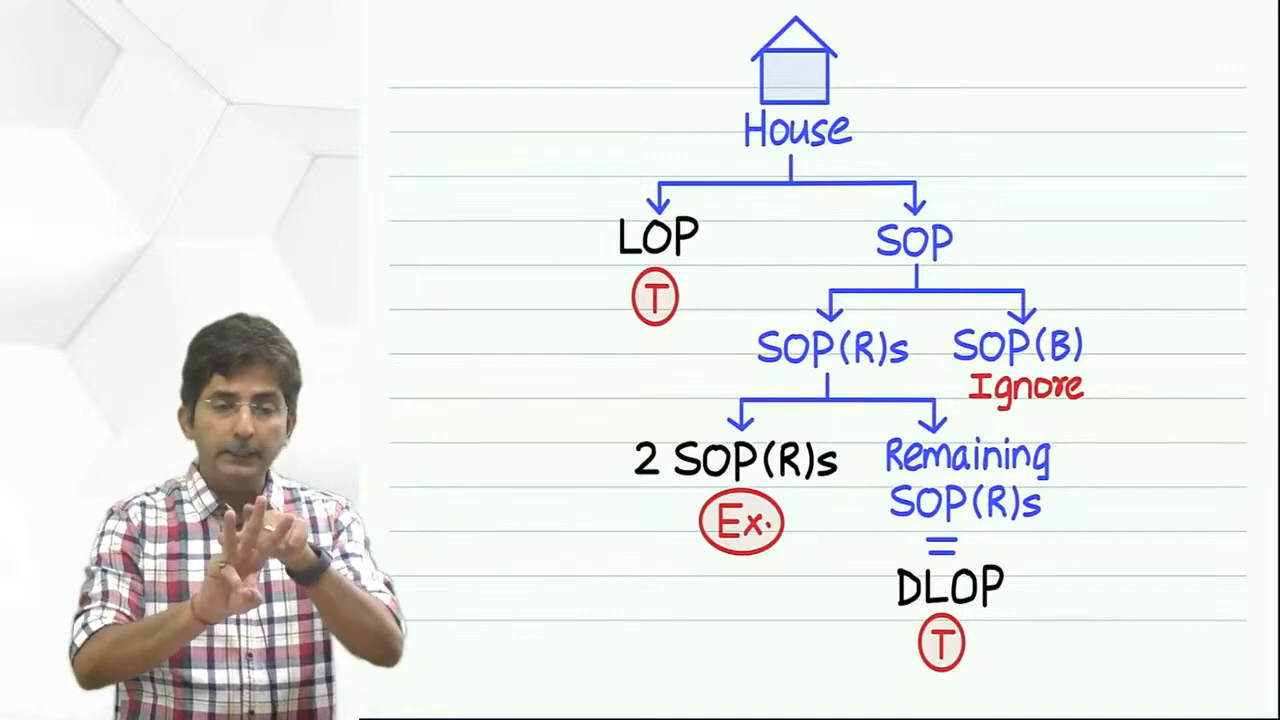 House
LOP
SOP
T
SOP(R)s
SOP(B)
Ignore
2 SOP(R)s
Remaining
SOP(R)s
Ex.
=
DLOP
T